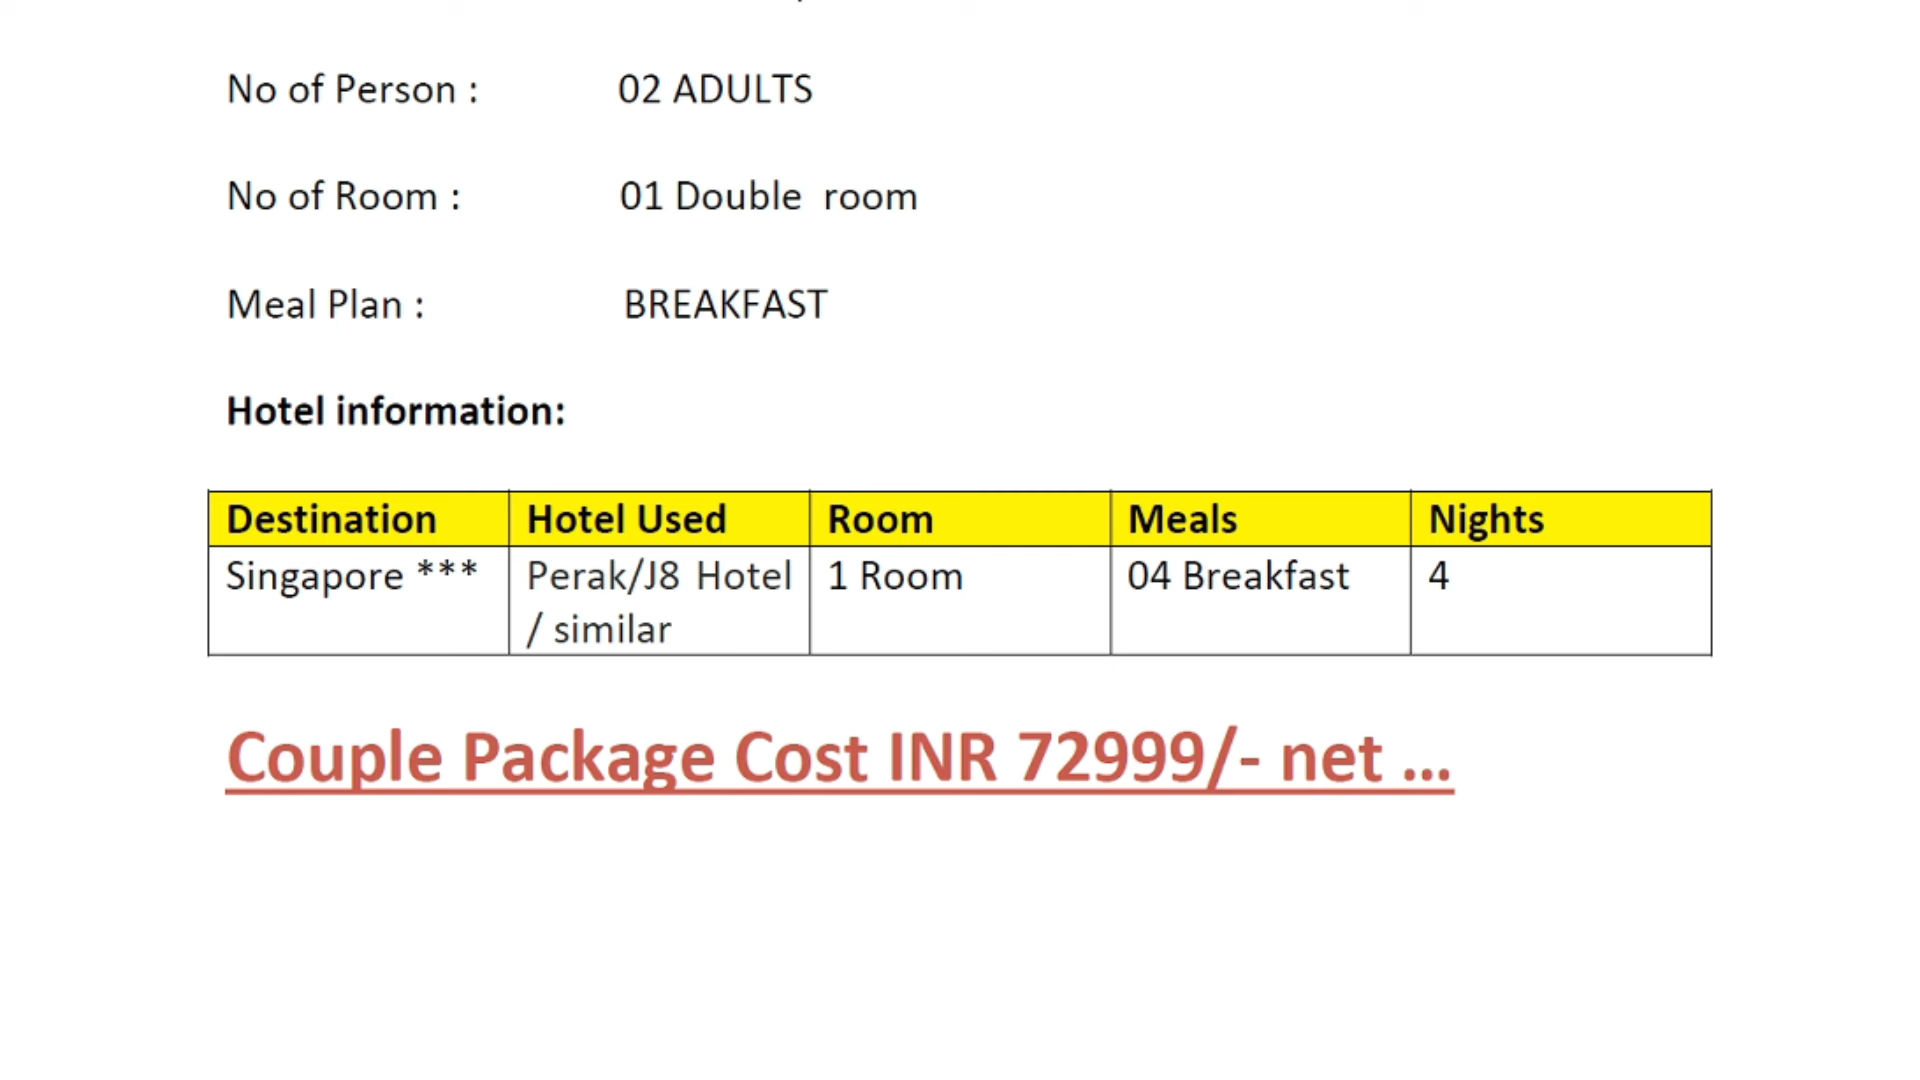 No of Person : 02 ADULTS
No of Room : 01 Double room
Meal Plan : BREAKFAST
Hotel information:
Destination Hotel Used Room Meals Nights
Singapore *** Perak/J8 Hotel 1 Room 04 Breakfast 4
/ similar
Couple Package Cost INR 72999/- net ...